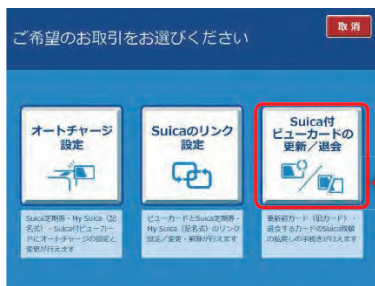 ご希望のお取引をお選びください
取消
オートチャージ
設定
Suica定期券・My Suica（記
名式）・Suica付ビューカー
ドにオートチャージの設定と
変更が行えます
Suicaのリンク
設定
ビューカードとSuica定期券・
My Suica（記名式）のリンク
設定／変更・解除が行えます
Suica付
ビューカードの
更新／退会
更新前カード（旧カード）・
退会するカードのSuica残額
の払戻しの手続きが行えます